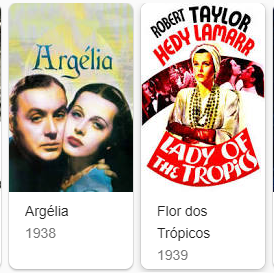 Argélia
Argélia
1938
ROBERT TAYLOR
HEDY LAMARR
LADY OF
THE TROPICS
Flor dos
Trópicos
1939